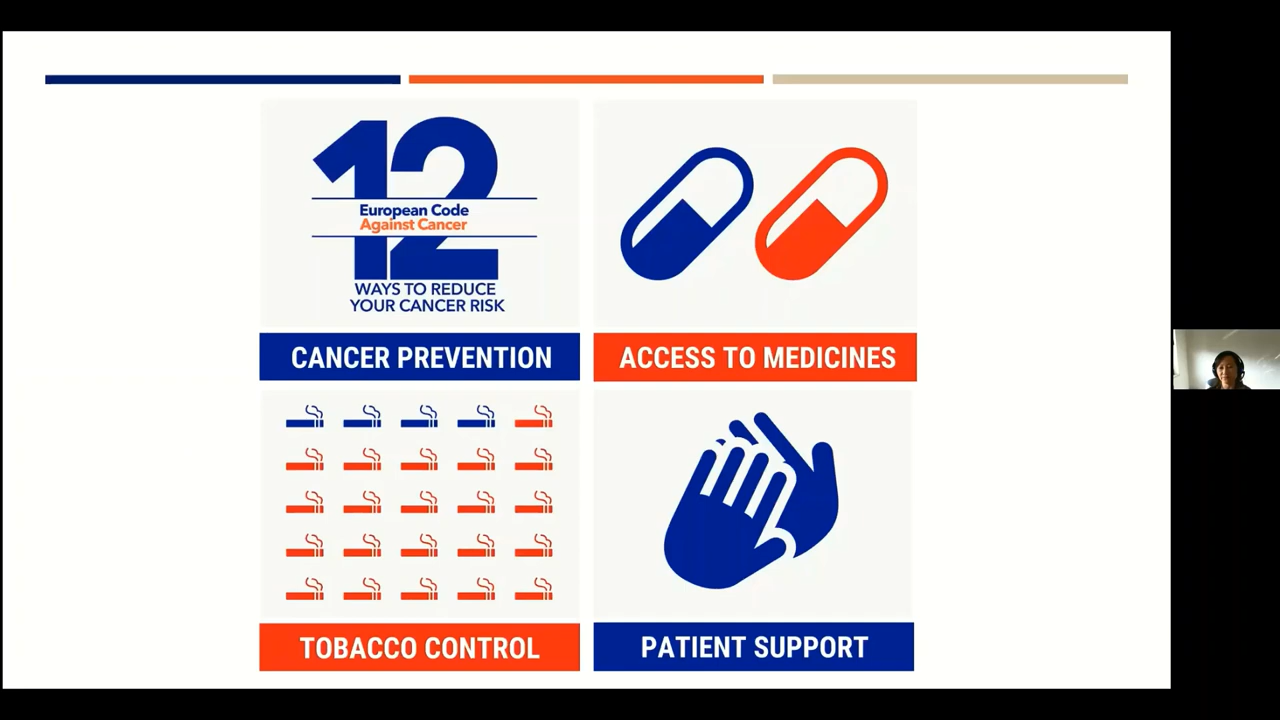 12
European Code
Against Cancer
WAYS TO REDUCE
YOUR CANCER RISK
CANCER PREVENTION
ACCESS TO MEDICINES
TOBACCO CONTROL
PATIENT SUPPORT